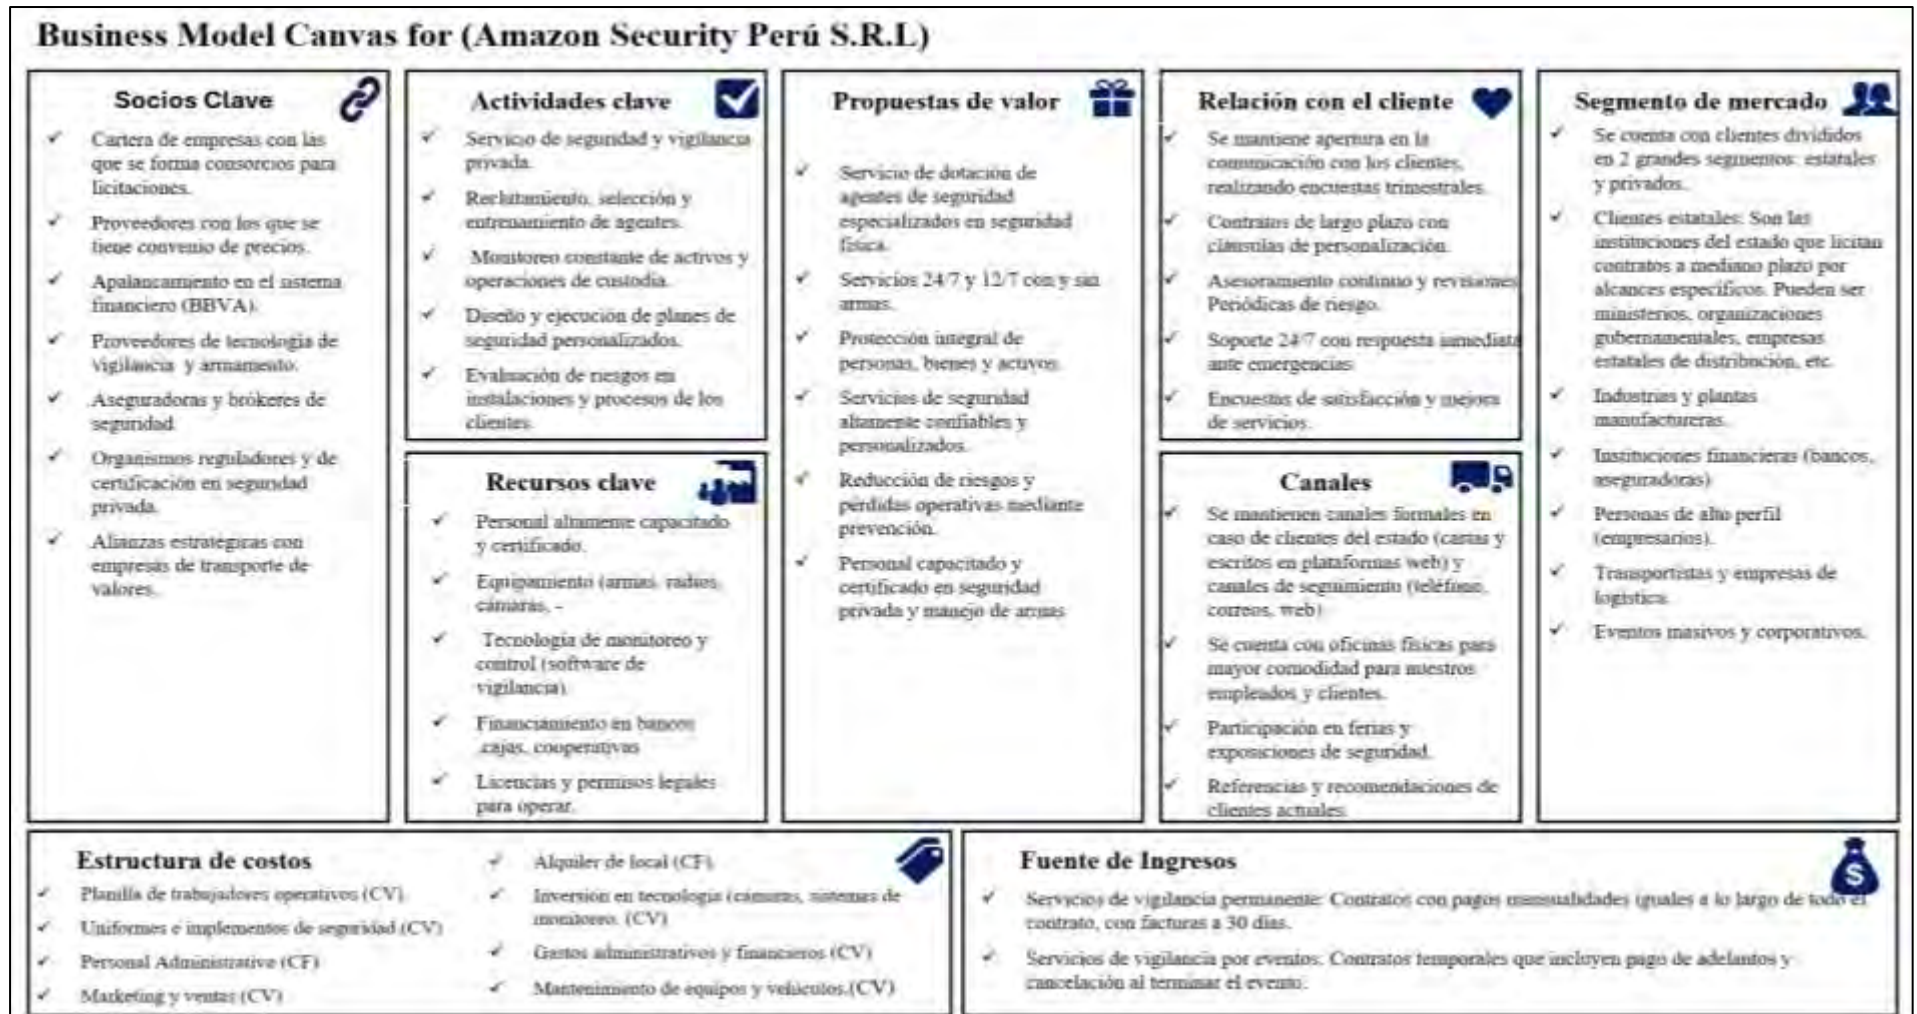 Business Model Canvas for (Amazon Security Perú S.R.L)
Socios Clave
Cartera de empresas con las
que se forma consorcios para
licitaciones.
Proveedores con los que se
tiene convenio de precios.
Apalancamiento en el sistema
financiero (BBVA).
Proveedores de tecnología de
vigilancia y armamento.
Aseguradoras y brókeres de
seguridad
Organismos reguladores y de
certificación en seguridad
privada.
Alianzas estratégicas con
empresas de transporte de
valores.
Actividades clave
Servicio de seguridad y vigilancia
privada.
Reclutamiento, selección y
entrenamiento de agentes.
Monitoreo constante de activos y
operaciones de custodia.
Diseño y ejecución de planes de
seguridad personalizados.
Evaluación de riesgos en
instalaciones y procesos de los
clientes.
Recursos clave
Personal altamente capacitado
y certificado.
Equipamiento (armas, radios,
cámaras, -
Tecnología de monitoreo y
control (software de
vigilancia).
Financiamiento en bancos
,cajas, cooperativas
Licencias y permisos legales
para operar.
Propuestas de valor
Servicio de dotación de
agentes de seguridad
especializados en seguridad
física.
Servicios 24/7 y 12/7 con y sin
armas.
Protección integral de
personas, bienes y activos.
Servicios de seguridad
altamente confiables y
personalizados.
Reducción de riesgos y
pérdidas operativas mediante
prevención.
Personal capacitado y
certificado en seguridad
privada y manejo de armas
Relación con el cliente
Se mantiene apertura en la
comunicación con los clientes,
realizando encuestas trimestrales.
Contratos de largo plazo con
cláusulas de personalización.
Asesoramiento continuo y revisiones
Periódicas de riesgo.
Soporte 24/7 con respuesta inmediata
ante emergencias
Encuestas de satisfacción y mejora
de servicios.
Canales
Se mantienen canales formales en
caso de clientes del estado (cartas y
escritos en plataformas web) y
canales de seguimiento (teléfono,
correos, web)
Se cuenta con oficinas físicas para
mayor comodidad para nuestros
empleados y clientes.
Participación en ferias y
exposiciones de seguridad.
Referencias y recomendaciones de
clientes actuales.
Segmento de mercado
Se cuenta con clientes divididos
en 2 grandes segmentos: estatales
y privados.
Clientes estatales: Son las
instituciones del estado que licitan
contratos a mediano plazo por
alcances específicos. Pueden ser
ministerios, organizaciones
gubernamentales, empresas
estatales de distribución, etc.
Industrias y plantas
manufactureras.
Instituciones financieras (bancos,
aseguradoras)
Personas de alto perfil
(empresarios).
Transportistas y empresas de
logística.
Eventos masivos y corporativos.
Estructura de costos
Planilla de trabajadores operativos (CV)
Uniformes e implementos de seguridad (CV)
Personal Administrativo (CF)
Marketing y ventas (CV)
Alquiler de local (CF)
Inversión en tecnología (cámaras, sistemas de
monitoreo. (CV)
Gastos administrativos y financieros (CV)
Mantenimiento de equipos y vehículos.(CV)
Fuente de Ingresos
Servicios de vigilancia permanente: Contratos con pagos mensualidades iguales a lo largo de todo el
contrato, con facturas a 30 días.
Servicios de vigilancia por eventos. Contratos temporales que incluyen pago de adelantos y
cancelación al terminar el evento.